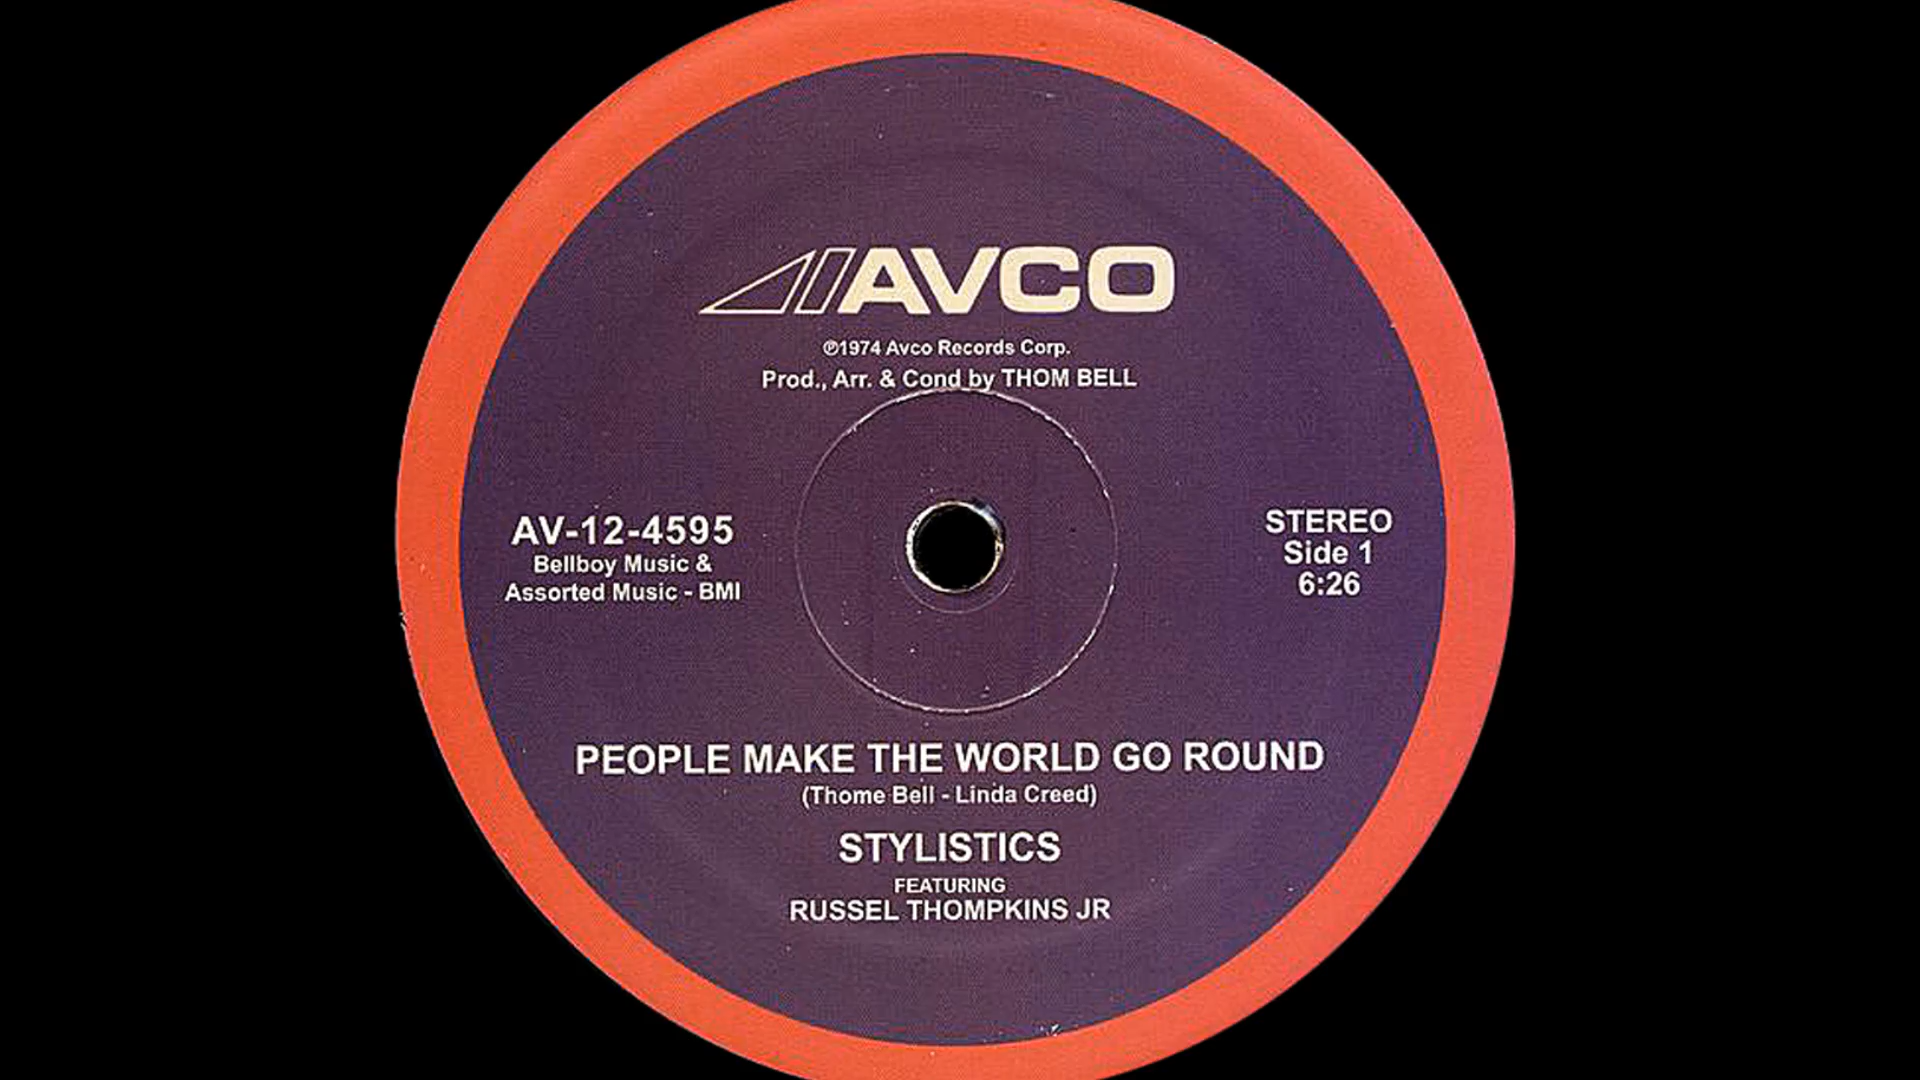 AVCO
℗1974 Avco Records Corp.
Prod., Arr. & Cond by THOM BELL
AV-12-4595
Bellboy Music &
Assorted Music - BMI
STEREO
Side 1
6:26
PEOPLE MAKE THE WORLD GO ROUND
(Thome Bell - Linda Creed)
STYLISTICS
FEATURING
RUSSEL THOMPKINS JR